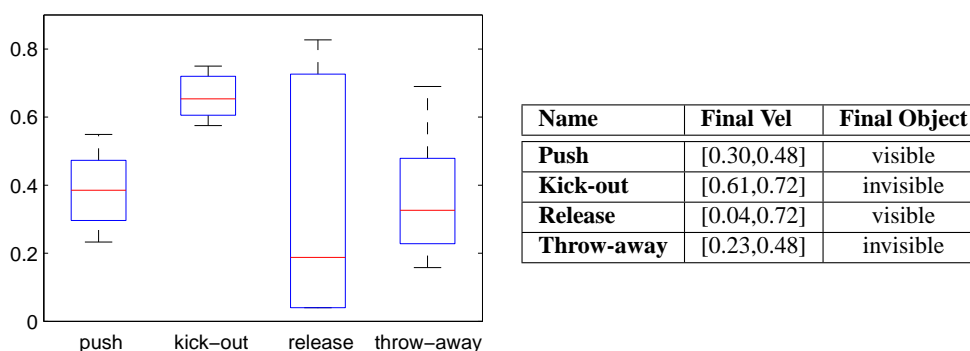 0.8
0.6
0.4
0.2
0
push kick−out release throw−away
Name Final Vel Final Object
Push [0.30,0.48] visible
Kick-out [0.61,0.72] invisible
Release [0.04,0.72] visible
Throw-away [0.23,0.48] invisible